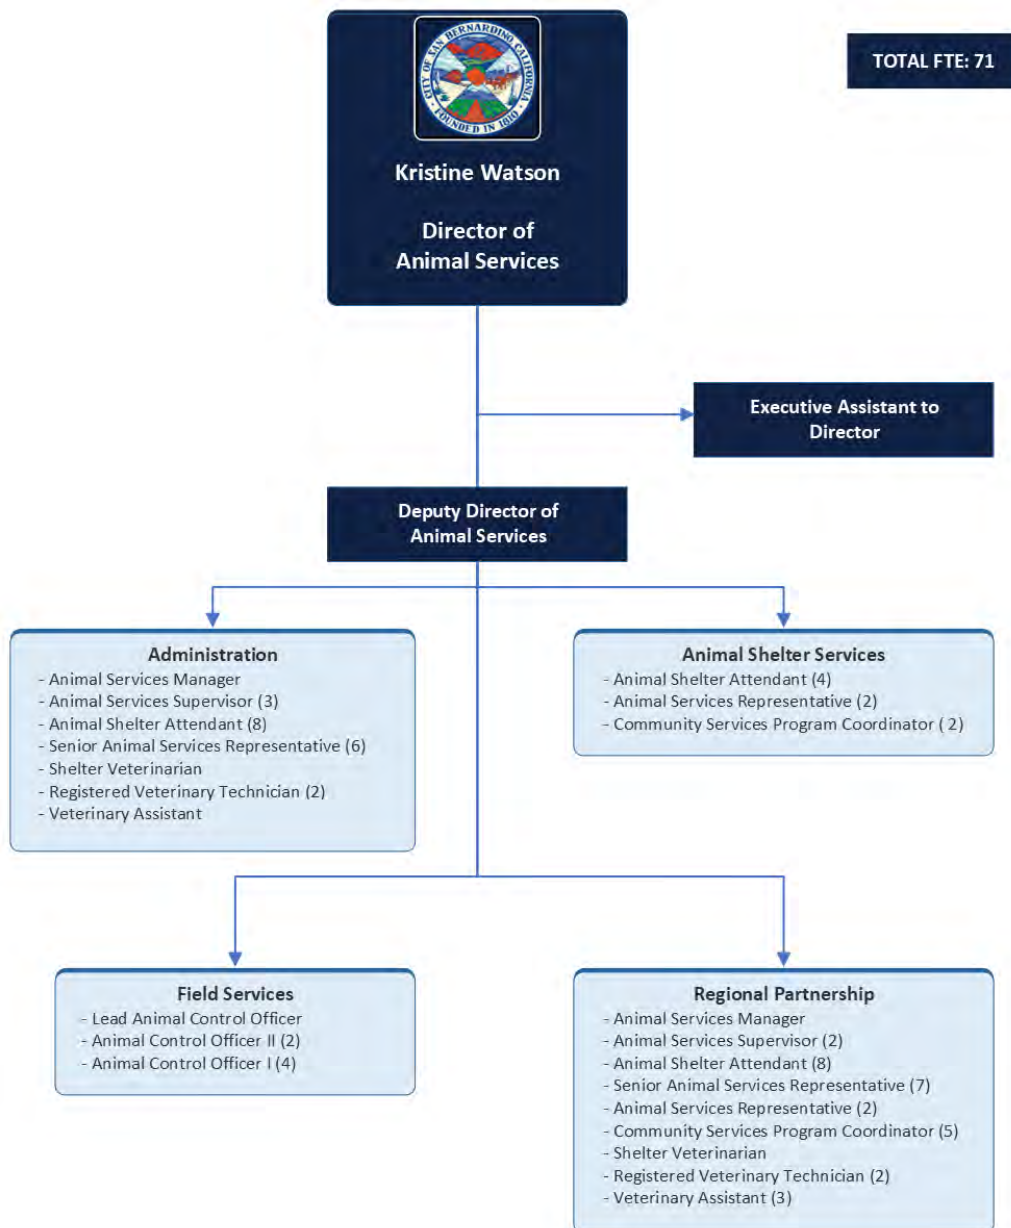 CITY OF SAN BERNARDINO, CALIFORNIA
FOUNDED IN 1810
TOTAL FTE: 71
Kristine Watson
Director of
Animal Services
Executive Assistant to
Director
Deputy Director of
Animal Services
Administration
- Animal Services Manager
- Animal Services Supervisor (3)
- Animal Shelter Attendant (8)
- Senior Animal Services Representative (6)
- Shelter Veterinarian
- Registered Veterinary Technician (2)
- Veterinary Assistant
Animal Shelter Services
- Animal Shelter Attendant (4)
- Animal Services Representative (2)
- Community Services Program Coordinator ( 2)
Field Services
- Lead Animal Control Officer
- Animal Control Officer II (2)
- Animal Control Officer I (4)
Regional Partnership
- Animal Services Manager
- Animal Services Supervisor (2)
- Animal Shelter Attendant (8)
- Senior Animal Services Representative (7)
- Animal Services Representative (2)
- Community Services Program Coordinator (5)
- Shelter Veterinarian
- Registered Veterinary Technician (2)
- Veterinary Assistant (3)